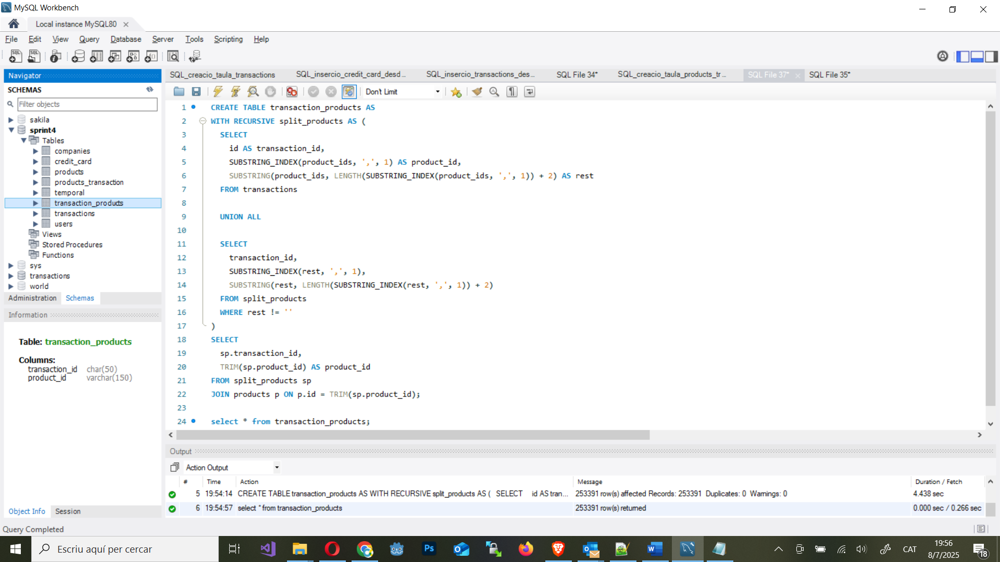 MySQL Workbench
Local instance MySQL80
File Edit View Query Database Server Tools Scripting Help
Navigator
SCHEMAS
Filter objects
sakila
sprint4
Tables
companies
credit_card
products
products_transaction
temporal
transaction_products
transactions
users
Views
Stored Procedures
Functions
sys
transactions
world
Administration Schemas
Information
Table: transaction_products
Columns:
transaction_id char(50)
product_id varchar(150)
Object Info Session
Query Completed
SQL_creacio_taula_transactions SQL_insercio_credit_card_desd... SQL_insercio_transactions_des... SQL File 34* SQL_creacio_taula_products_tr... SQL File 37* SQL File 35*
Don't Limit
1 CREATE TABLE transaction_products AS
2 WITH RECURSIVE split_products AS (
3 SELECT
4 id AS transaction_id,
5 SUBSTRING_INDEX(product_ids, ',', 1) AS product_id,
6 SUBSTRING(product_ids, LENGTH(SUBSTRING_INDEX(product_ids, ',', 1)) + 2) AS rest
7 FROM transactions
8
9 UNION ALL
10
11 SELECT
12 transaction_id,
13 SUBSTRING_INDEX(rest, ',', 1),
14 SUBSTRING(rest, LENGTH(SUBSTRING_INDEX(rest, ',', 1)) + 2)
15 FROM split_products
16 WHERE rest != ''
17 )
18 SELECT
19 sp.transaction_id,
20 TRIM(sp.product_id) AS product_id
21 FROM split_products sp
22 JOIN products p ON p.id = TRIM(sp.product_id);
23
24 select * from transaction_products;
Output
Action Output
# Time Action Message Duration / Fetch
5 19:54:14 CREATE TABLE transaction_products AS WITH RECURSIVE split_products AS ( SELECT id AS tran... 253391 row(s) affected Records: 253391 Duplicates: 0 Warnings: 0 4.438 sec
6 19:54:57 select * from transaction_products 253391 row(s) returned 0.000 sec / 0.266 sec
Escriu aquí per cercar
CAT
19:56
8/7/2025
18